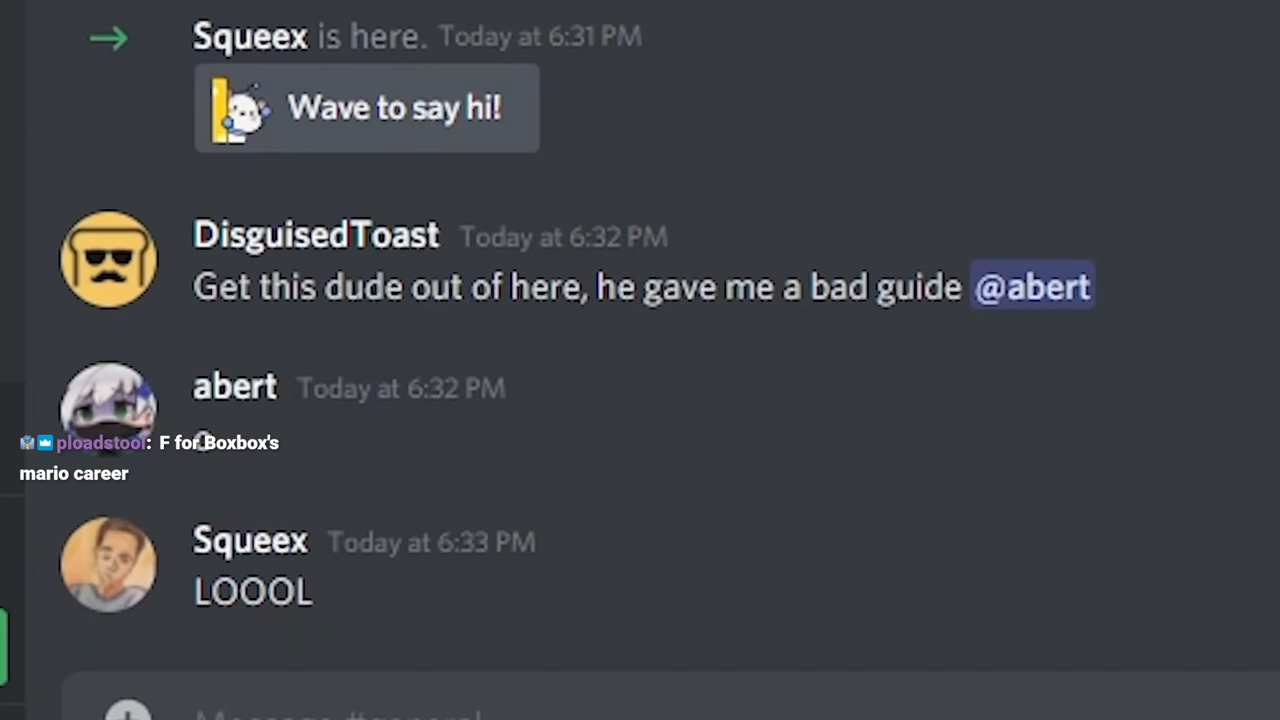 Squeex is here. Today at 6:31 PM
Wave to say hi!
DisguisedToast Today at 6:32 PM
Get this dude out of here, he gave me a bad guide @abert
abert Today at 6:32 PM
ploadstool: F for Boxbox's
mario career
Squeex Today at 6:33 PM
LOOOL
Message #general